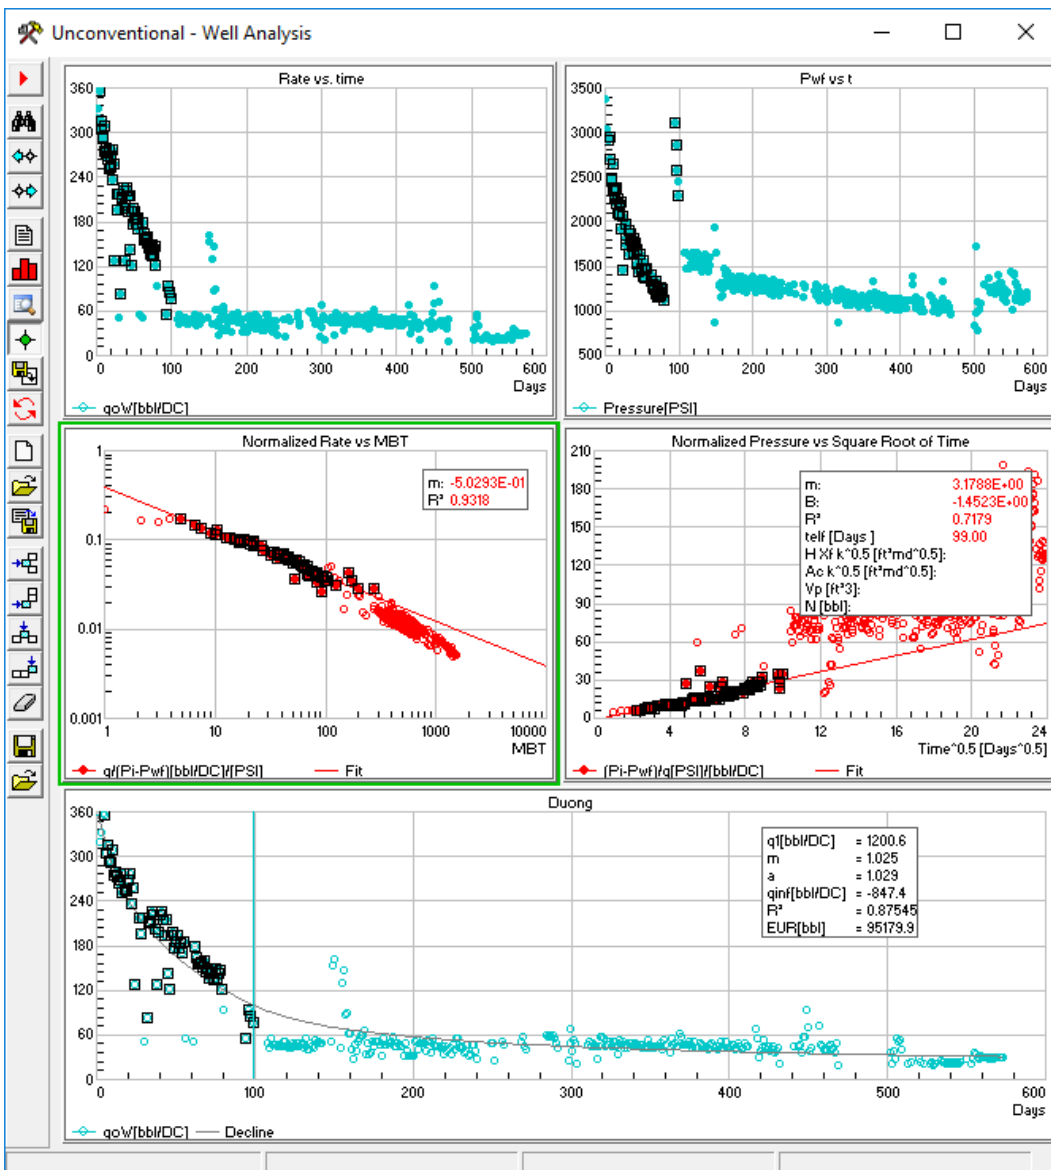 Unconventional - Well Analysis
Rate vs. time
360
300
240
180
120
60
0
0 100 200 300 400 500 600
Days
qoW[bbl/DC]
Pwf vs t
3500
3000
2500
2000
1500
1000
500
0 100 200 300 400 500 600
Days
Pressure[PSI]
Normalized Rate vs MBT
m: -5.0293E-01
R² 0.9318
1
0.1
0.01
0.001
1 10 100 1000 10000
MBT
q/(Pi-Pwf)[bbl/DC]/[PSI] Fit
Normalized Pressure vs Square Root of Time
m: 3.1788E+00
B: -1.4523E+00
R² 0.7179
telf [Days ] 99.00
H Xf k^0.5 [ft²md^0.5]:
Ac k^0.5 [ft²md^0.5]:
Vp [ft³]:
N [bbl]:
210
180
150
120
90
60
30
0
0 4 8 12 16 20 24
Time^0.5 [Days^0.5]
(Pi-Pwf)/q[PSI]/[bbl/DC] Fit
Duong
q1[bbl/DC] = 1200.6
m = 1.025
a = 1.029
qinf[bbl/DC] = -847.4
R² = 0.87545
EUR[bbl] = 95179.9
360
300
240
180
120
60
0
0 100 200 300 400 500 600
Days
qoW[bbl/DC] Decline